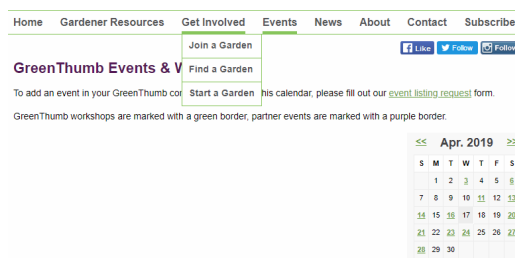 Home Gardener Resources Get Involved Events News About Contact Subscribe
Join a Garden
Like Follow Follow
GreenThumb Events & Find a Garden
To add an event in your GreenThumb Start a Garden his calendar, please fill out our event listing request form.
GreenThumb workshops are marked with a green border, partner events are marked with a purple border.
<< Apr. 2019 >>
S M T W T F S
1 2 3 4 5 6
7 8 9 10 11 12 13
14 15 16 17 18 19 20
21 22 23 24 25 26 27
28 29 30